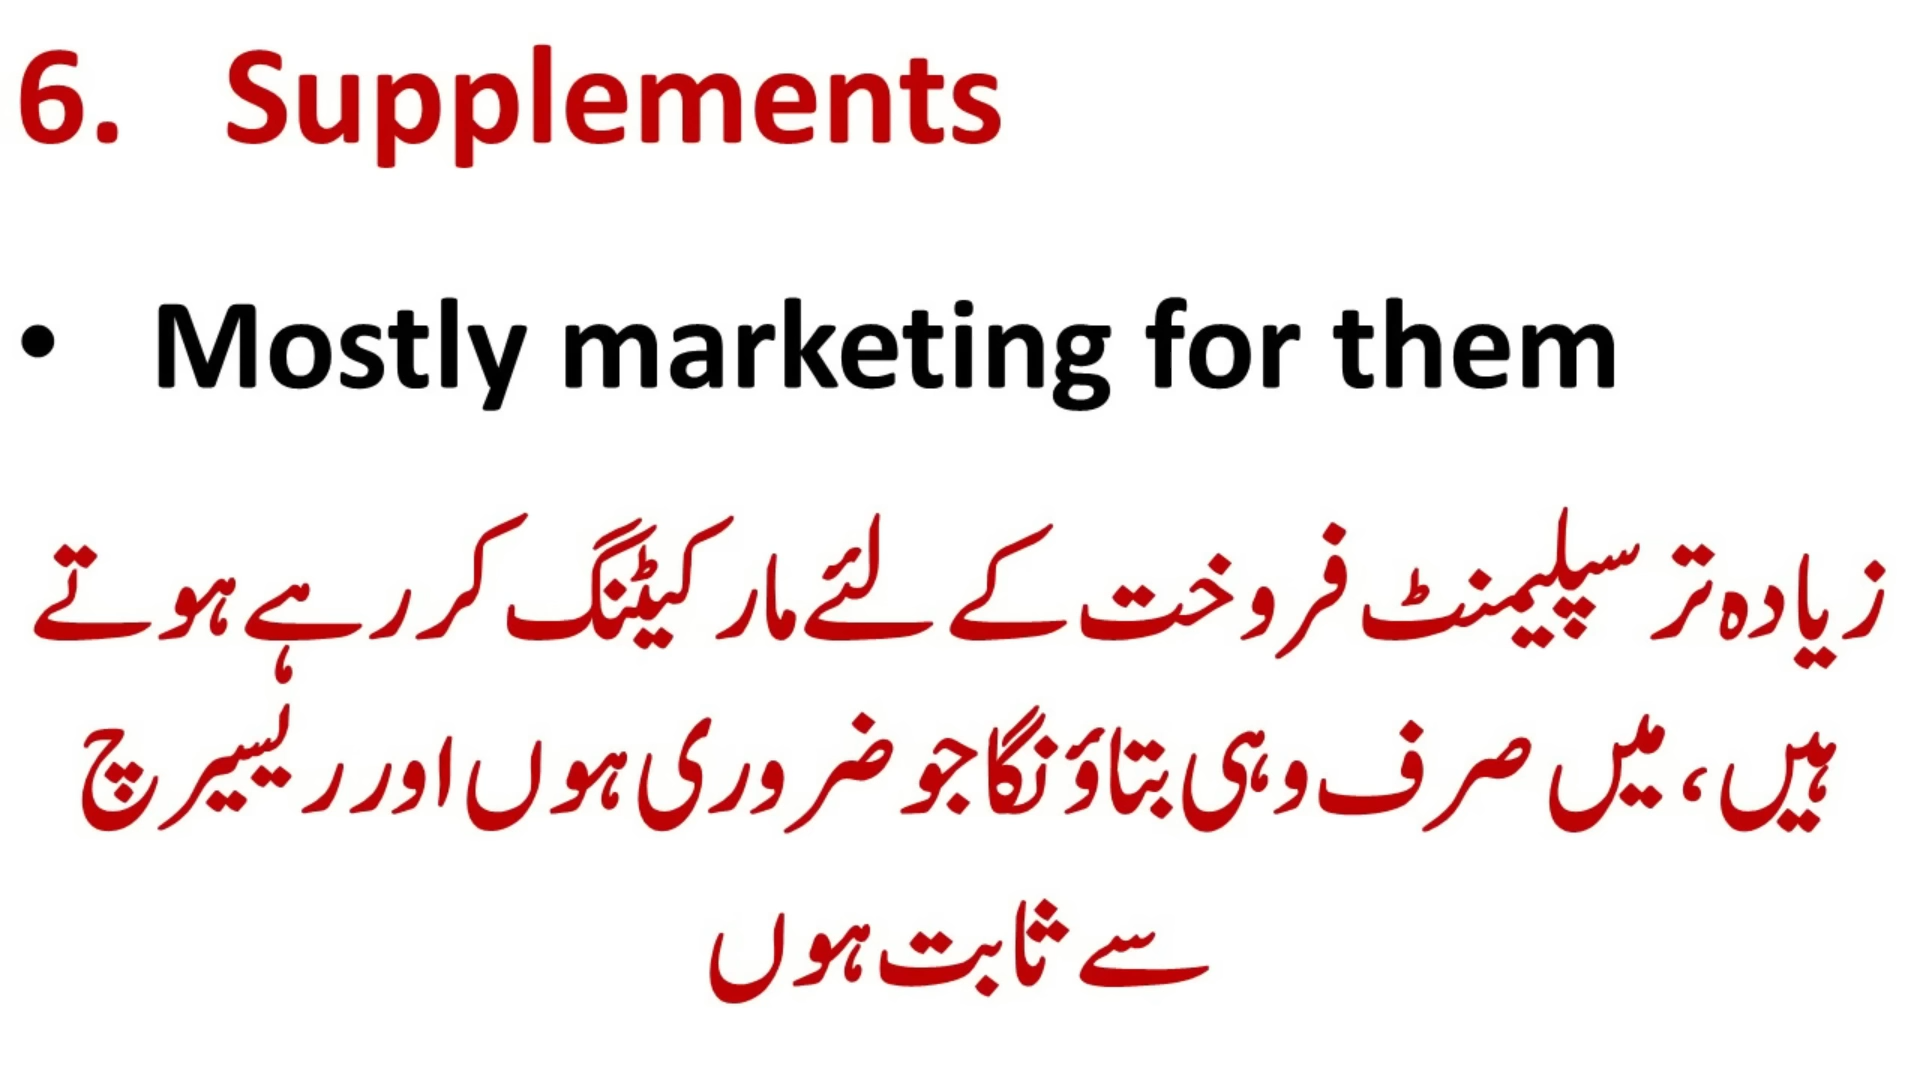 6. Supplements
• Mostly marketing for them
زیادہ تر سپلیمنٹ فروخت کے لئے مارکیٹنگ کر رہے ہوتے
ہیں، میں صرف وہی بتاؤنگا جو ضروری ہوں اور ریسیرچ
سے ثابت ہوں